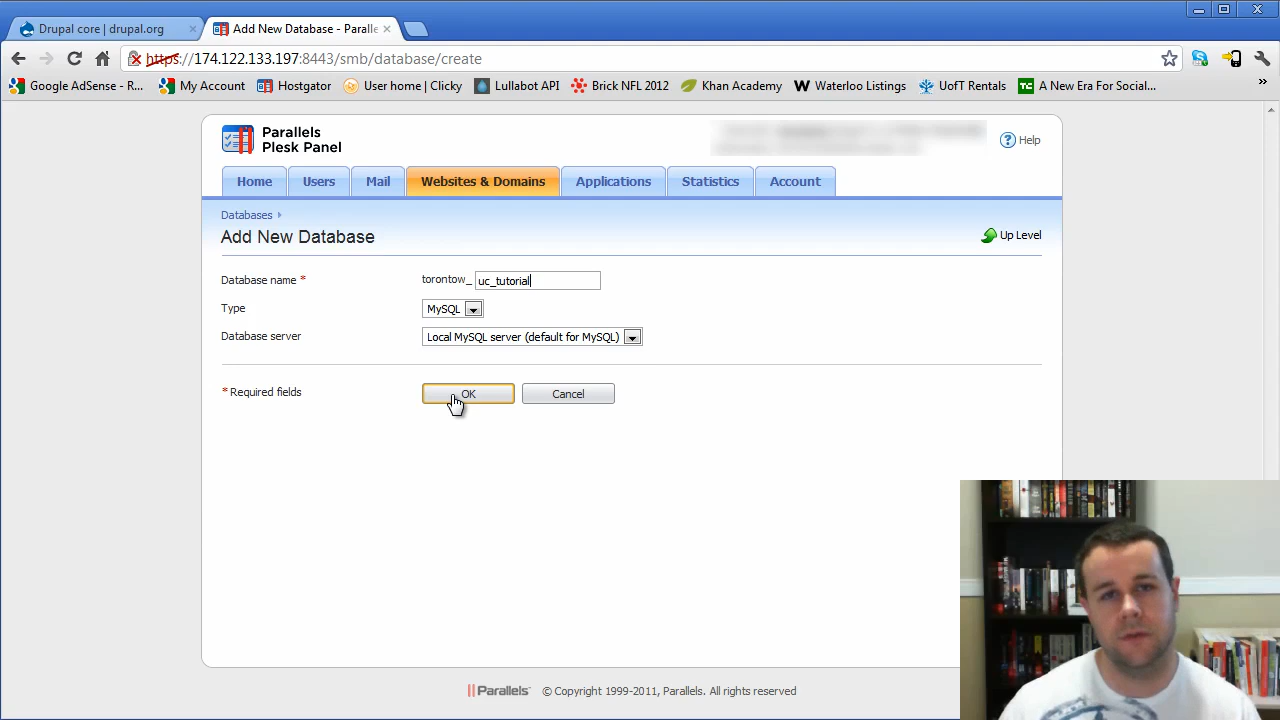 Drupal core | drupal.org
Add New Database - Paralle
https://174.122.133.197:8443/smb/database/create
Google AdSense - R...
My Account
Hostgator
User home | Clicky
Lullabot API
Brick NFL 2012
Khan Academy
Waterloo Listings
UofT Rentals
A New Era For Social...
»
Parallels
Plesk Panel
Help
Home
Users
Mail
Websites & Domains
Applications
Statistics
Account
Databases
Add New Database
Up Level
Database name *
torontow_ uc_tutorial
Type
MySQL
Database server
Local MySQL server (default for MySQL)
* Required fields
OK
Cancel
Parallels
© Copyright 1999-2011, Parallels. All rights reserved